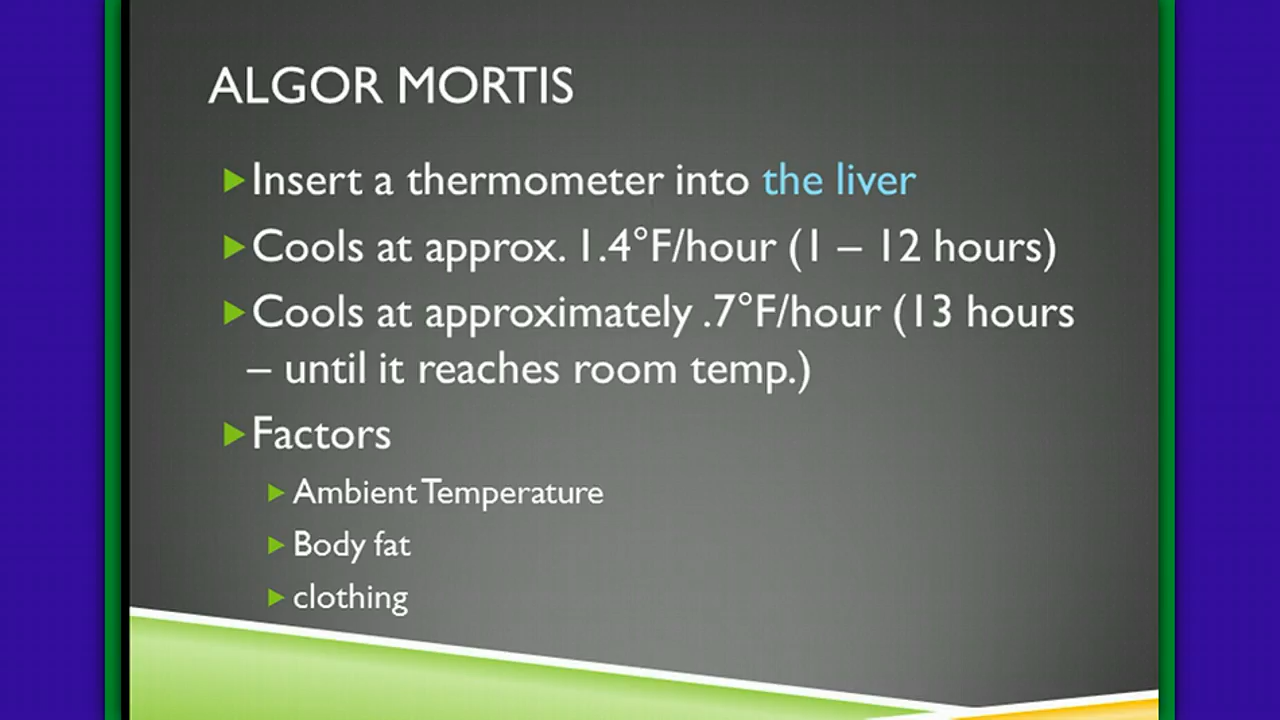 ALGOR MORTIS
Insert a thermometer into the liver
Cools at approx. 1.4°F/hour (1 – 12 hours)
Cools at approximately .7°F/hour (13 hours
– until it reaches room temp.)
Factors
Ambient Temperature
Body fat
clothing